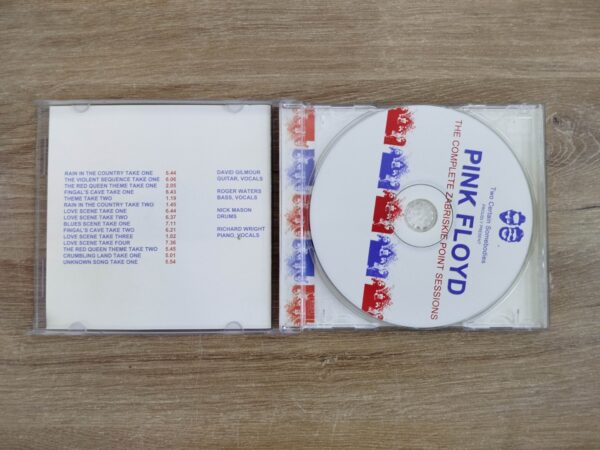 RAIN IN THE COUNTRY TAKE ONE 6.44
THE VIOLENT SEQUENCE TAKE ONE 6.06
THE RED QUEEN THEME TAKE ONE 2.05
FINGAL'S CAVE TAKE ONE 8.43
THEME TAKE TWO 1.19
RAIN IN THE COUNTRY TAKE TWO 1.45
LOVE SCENE TAKE ONE 6.44
LOVE SCENE TAKE TWO 5.37
BLUES SCENE TAKE ONE 7.11
FINGAL'S CAVE TAKE TWO 6.21
LOVE SCENE TAKE THREE 1.02
LOVE SCENE TAKE FOUR 7.36
THE RED QUEEN THEME TAKE TWO 5.45
CRUMBLING LAND TAKE ONE 5.01
UNKNOWN SONG TAKE ONE 5.54
DAVID GILMOUR
GUITAR, VOCALS
ROGER WATERS
BASS, VOCALS
NICK MASON
DRUMS
RICHARD WRIGHT
PIANO, VOCALS
Two Certain Somebodies
PROUDLY PRESENT
PINK FLOYD
THE COMPLETE ZABRISKIE POINT SESSIONS